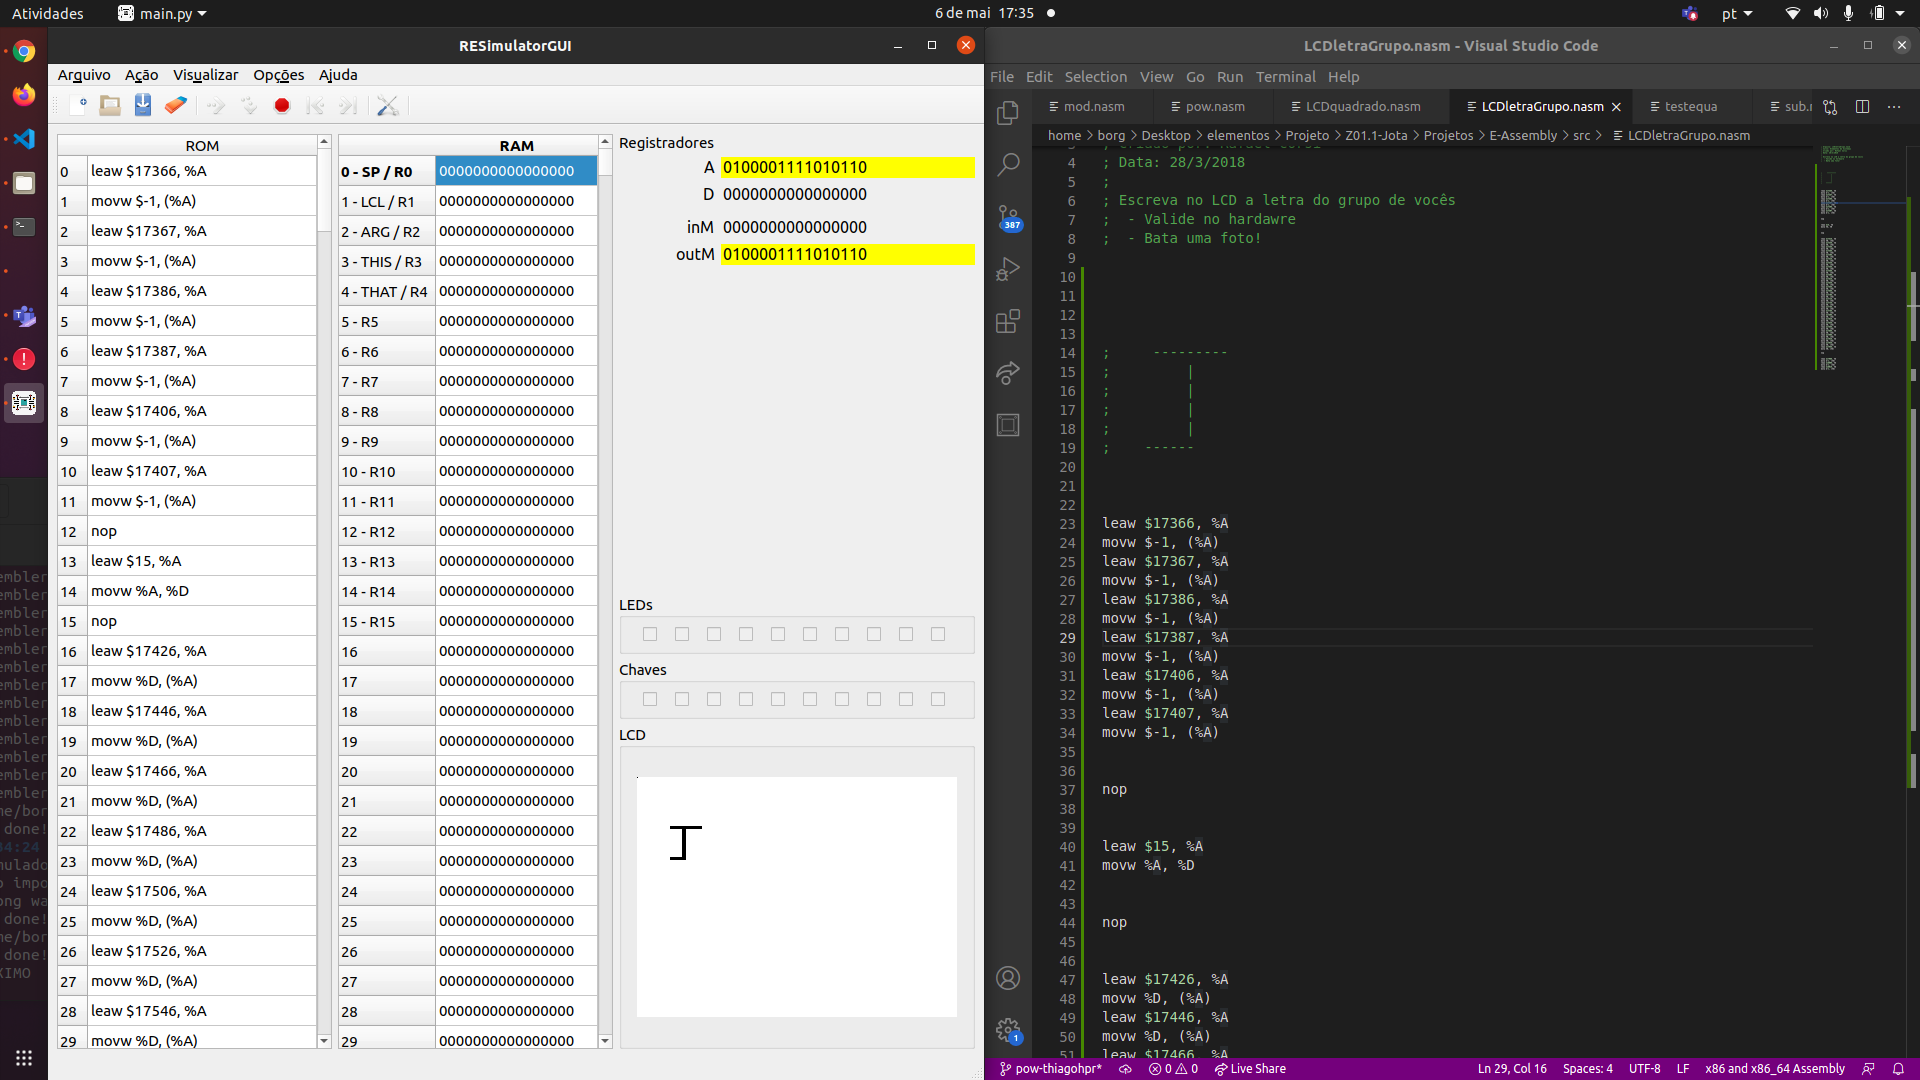 Atividades
main.py
6 de mai 17:35
pt
RESimulatorGUI
Arquivo Ação Visualizar Opções Ajuda
ROM
0 leaw $17366, %A
1 movw $-1, (%A)
2 leaw $17367, %A
3 movw $-1, (%A)
4 leaw $17386, %A
5 movw $-1, (%A)
6 leaw $17387, %A
7 movw $-1, (%A)
8 leaw $17406, %A
9 movw $-1, (%A)
10 leaw $17407, %A
11 movw $-1, (%A)
12 nop
13 leaw $15, %A
14 movw %A, %D
15 nop
16 leaw $17426, %A
17 movw %D, (%A)
18 leaw $17446, %A
19 movw %D, (%A)
20 leaw $17466, %A
21 movw %D, (%A)
22 leaw $17486, %A
23 movw %D, (%A)
24 leaw $17506, %A
25 movw %D, (%A)
26 leaw $17526, %A
27 movw %D, (%A)
28 leaw $17546, %A
29 movw %D, (%A)
RAM
0 - SP / R0 0000000000000000
1 - LCL / R1 0000000000000000
2 - ARG / R2 0000000000000000
3 - THIS / R3 0000000000000000
4 - THAT / R4 0000000000000000
5 - R5 0000000000000000
6 - R6 0000000000000000
7 - R7 0000000000000000
8 - R8 0000000000000000
9 - R9 0000000000000000
10 - R10 0000000000000000
11 - R11 0000000000000000
12 - R12 0000000000000000
13 - R13 0000000000000000
14 - R14 0000000000000000
15 - R15 0000000000000000
16 0000000000000000
17 0000000000000000
18 0000000000000000
19 0000000000000000
20 0000000000000000
21 0000000000000000
22 0000000000000000
23 0000000000000000
24 0000000000000000
25 0000000000000000
26 0000000000000000
27 0000000000000000
28 0000000000000000
29 0000000000000000
Registradores
A 0100001111010110
D 0000000000000000
inM 0000000000000000
outM 0100001111010110
LEDs
Chaves
LCD
LCDletraGrupo.nasm - Visual Studio Code
File Edit Selection View Go Run Terminal Help
mod.nasm pow.nasm LCDquadrado.nasm LCDletraGrupo.nasm testequa
home > borg > Desktop > elementos > Projeto > Z01.1-Jota > Projetos > E-Assembly > src > LCDletraGrupo.nasm
4 ; Data: 28/3/2018
5 ;
6 ; Escreva no LCD a letra do grupo de vocês
7 ;  - Valide no hardawre
8 ;  - Bata uma foto!
9
10
11
12
13
14 ;     ---------
15 ;         |
16 ;         |
17 ;         |
18 ;         |
19 ;    ------
20
21
22
23 leaw $17366, %A
24 movw $-1, (%A)
25 leaw $17367, %A
26 movw $-1, (%A)
27 leaw $17386, %A
28 movw $-1, (%A)
29 leaw $17387, %A
30 movw $-1, (%A)
31 leaw $17406, %A
32 movw $-1, (%A)
33 leaw $17407, %A
34 movw $-1, (%A)
35
36
37 nop
38
39
40 leaw $15, %A
41 movw %A, %D
42
43
44 nop
45
46
47 leaw $17426, %A
48 movw %D, (%A)
49 leaw $17446, %A
50 movw %D, (%A)
51 leaw $17466, %A
387
1
pow-thiagohpr* 0 0 Live Share
Ln 29, Col 16 Spaces: 4 UTF-8 LF x86 and x86_64 Assembly